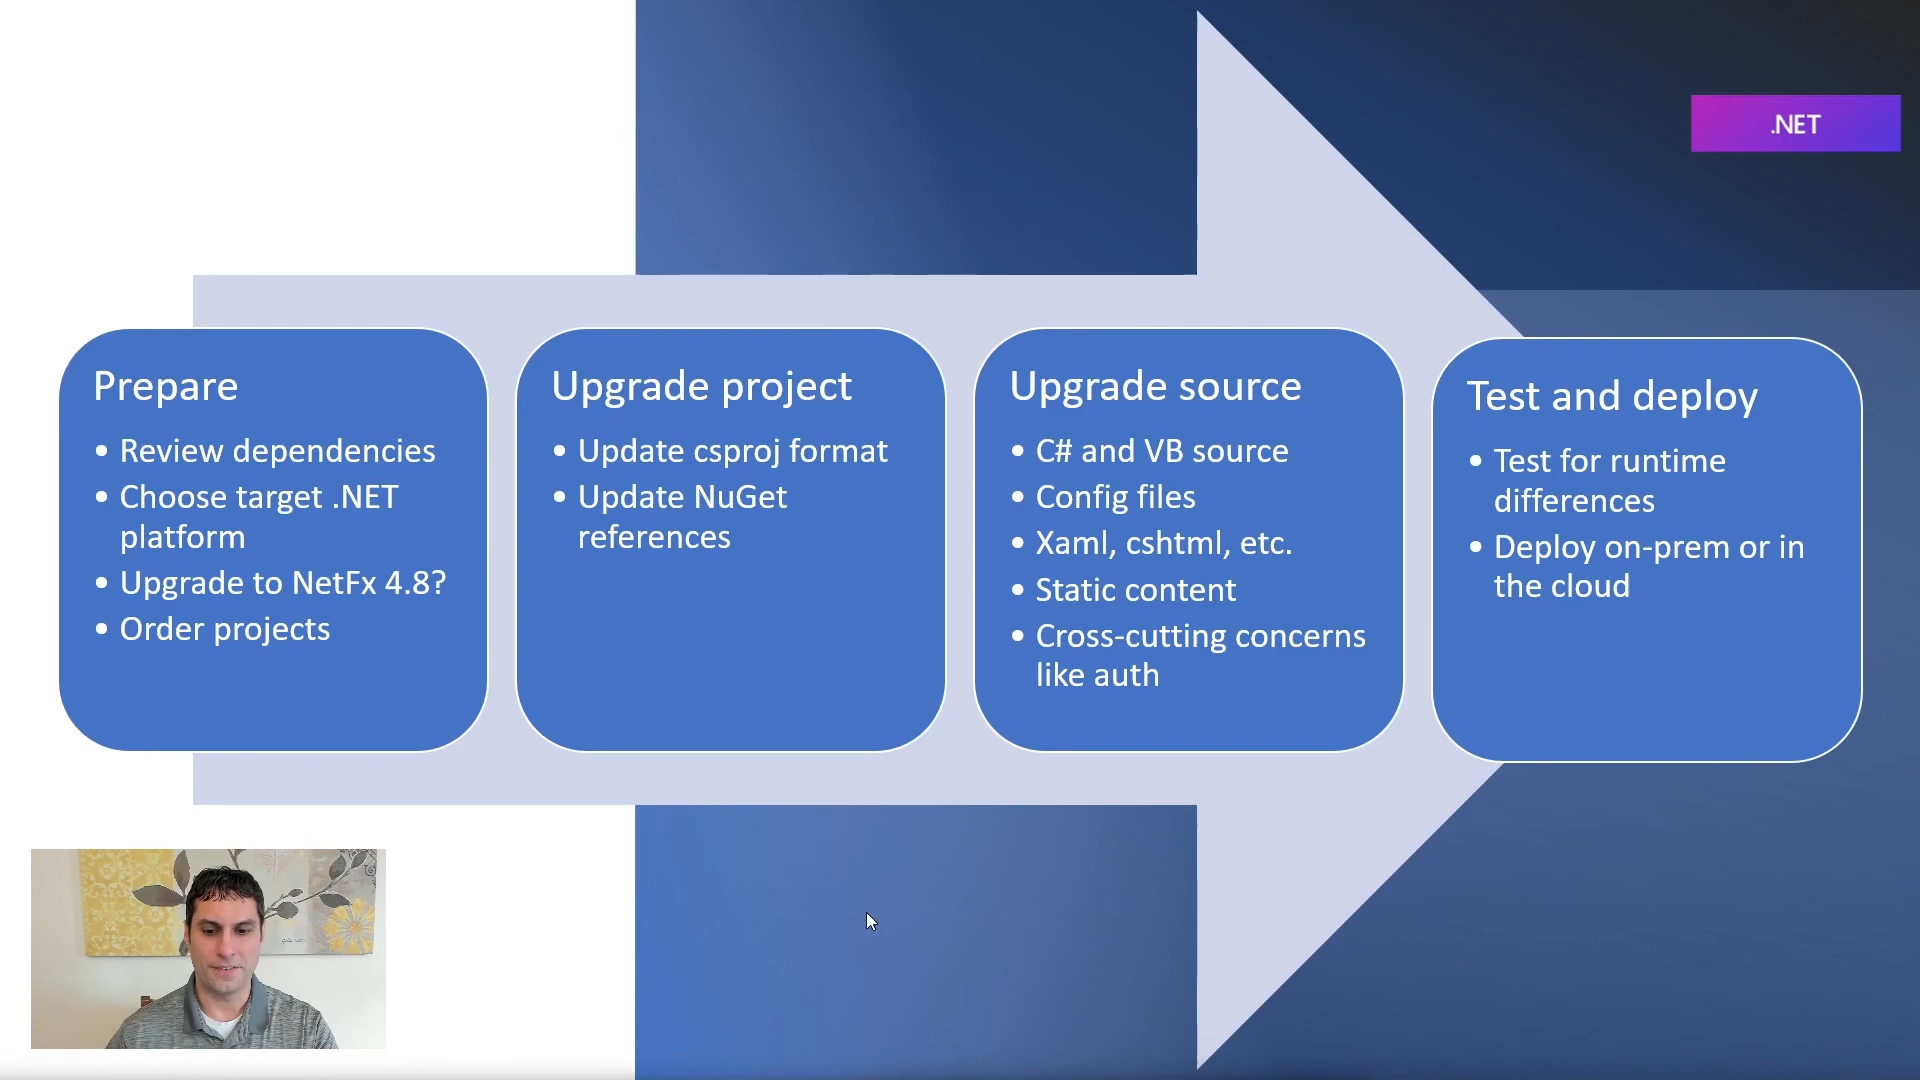 .NET
Prepare
• Review dependencies
• Choose target .NET
platform
• Upgrade to NetFx 4.8?
• Order projects
Upgrade project
• Update csproj format
• Update NuGet
references
Upgrade source
• C# and VB source
• Config files
• Xaml, cshtml, etc.
• Static content
• Cross-cutting concerns
like auth
Test and deploy
• Test for runtime
differences
• Deploy on-prem or in
the cloud